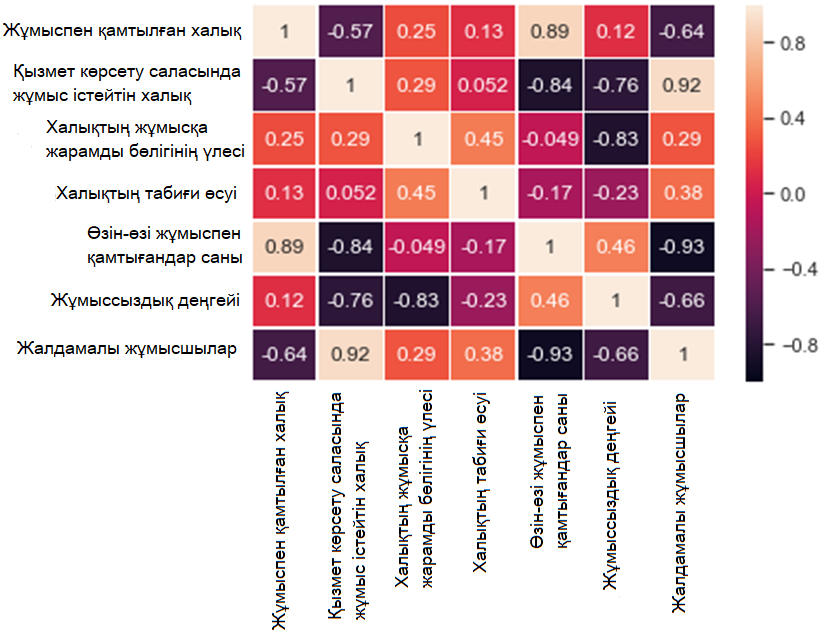 Жұмыспен қамтылған халық
1 -0.57 0.25 0.13 0.89 0.12 -0.64
Қызмет көрсету саласында
жұмыс істейтін халық
-0.57 1 0.29 0.052 -0.84 -0.76 0.92
Халықтың жұмысқа
жарамды бөлігінің үлесі
0.25 0.29 1 0.45 -0.049 -0.83 0.29
Халықтың табиғи өсуі
0.13 0.052 0.45 1 -0.17 -0.23 0.38
Өзін-өзі жұмыспен
қамтығандар саны
0.89 -0.84 -0.049 -0.17 1 0.46 -0.93
Жұмыссыздық деңгейі
0.12 -0.76 -0.83 -0.23 0.46 1 -0.66
Жалдамалы жұмысшылар
-0.64 0.92 0.29 0.38 -0.93 -0.66 1
0.8
0.4
0.0
-0.4
-0.8
Жұмыспен қамтылған халық
Қызмет көрсету саласында
жұмыс істейтін халық
Халықтың жұмысқа
жарамды бөлігінің үлесі
Халықтың табиғи өсуі
Өзін-өзі жұмыспен
қамтығандар саны
Жұмыссыздық деңгейі
Жалдамалы жұмысшылар